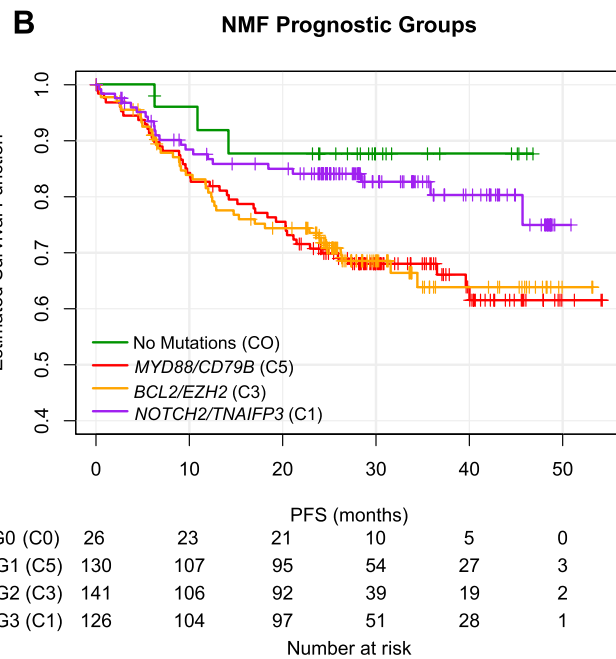 B
NMF Prognostic Groups
1.0
0.9
0.8
0.7
0.6
0.5
0.4
No Mutations (CO)
MYD88/CD79B (C5)
BCL2/EZH2 (C3)
NOTCH2/TNAIFP3 (C1)
0 10 20 30 40 50
PFS (months)
G0 (C0) 26 23 21 10 5 0
G1 (C5) 130 107 95 54 27 3
G2 (C3) 141 106 92 39 19 2
G3 (C1) 126 104 97 51 28 1
Number at risk